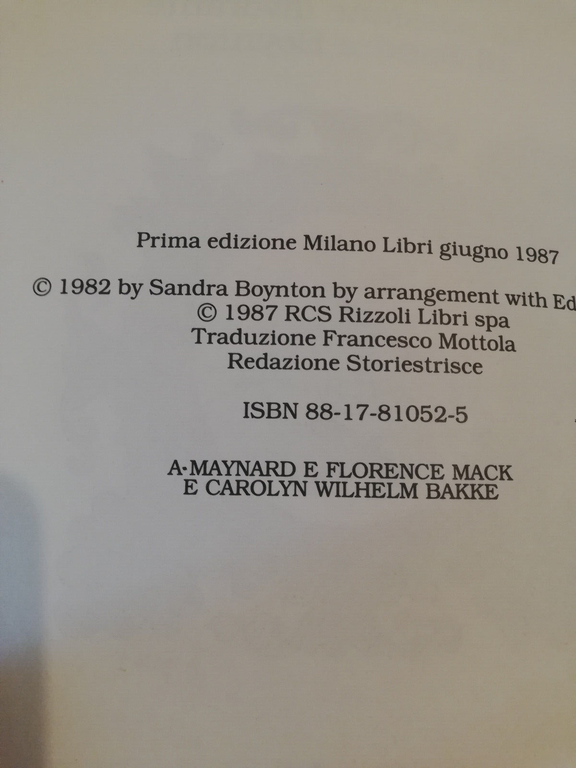 Prima edizione Milano Libri giugno 1987
© 1982 by Sandra Boynton by arrangement with Ed
© 1987 RCS Rizzoli Libri spa
Traduzione Francesco Mottola
Redazione Storiestrisce
ISBN 88-17-81052-5
A·MAYNARD E FLORENCE MACK
E CAROLYN WILHELM BAKKE